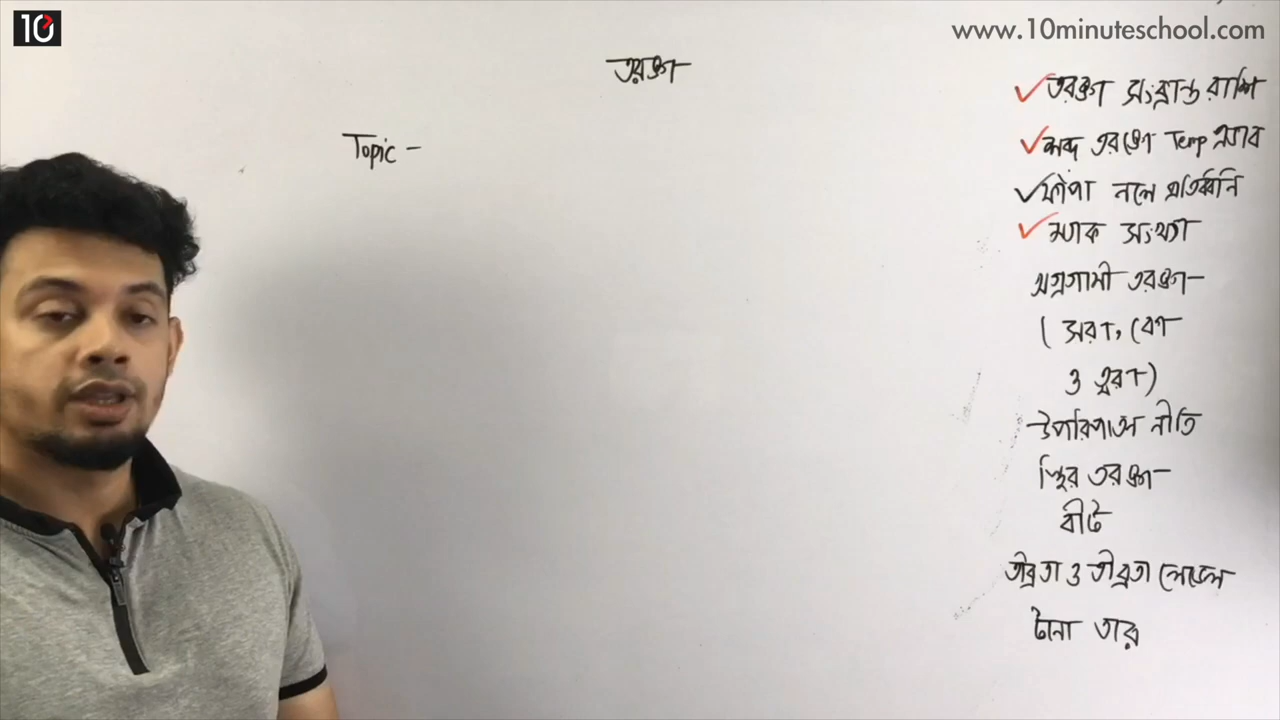 10
www.10minuteschool.com
তরঙ্গ
Topic -
তরঙ্গ সংক্রান্ত রাশি
শব্দ তরঙ্গে Temp প্রভাব
ফাঁপা নলে প্রতিধ্বনি
ম্যাক সংখ্যা
অগ্রগামী তরঙ্গ-
( সরণ, বেগ
ও ত্বরণ)
উপরিপাতন নীতি
স্থির তরঙ্গ-
বীট
তীব্রতা ও তীব্রতা লেভেল
টানা তার